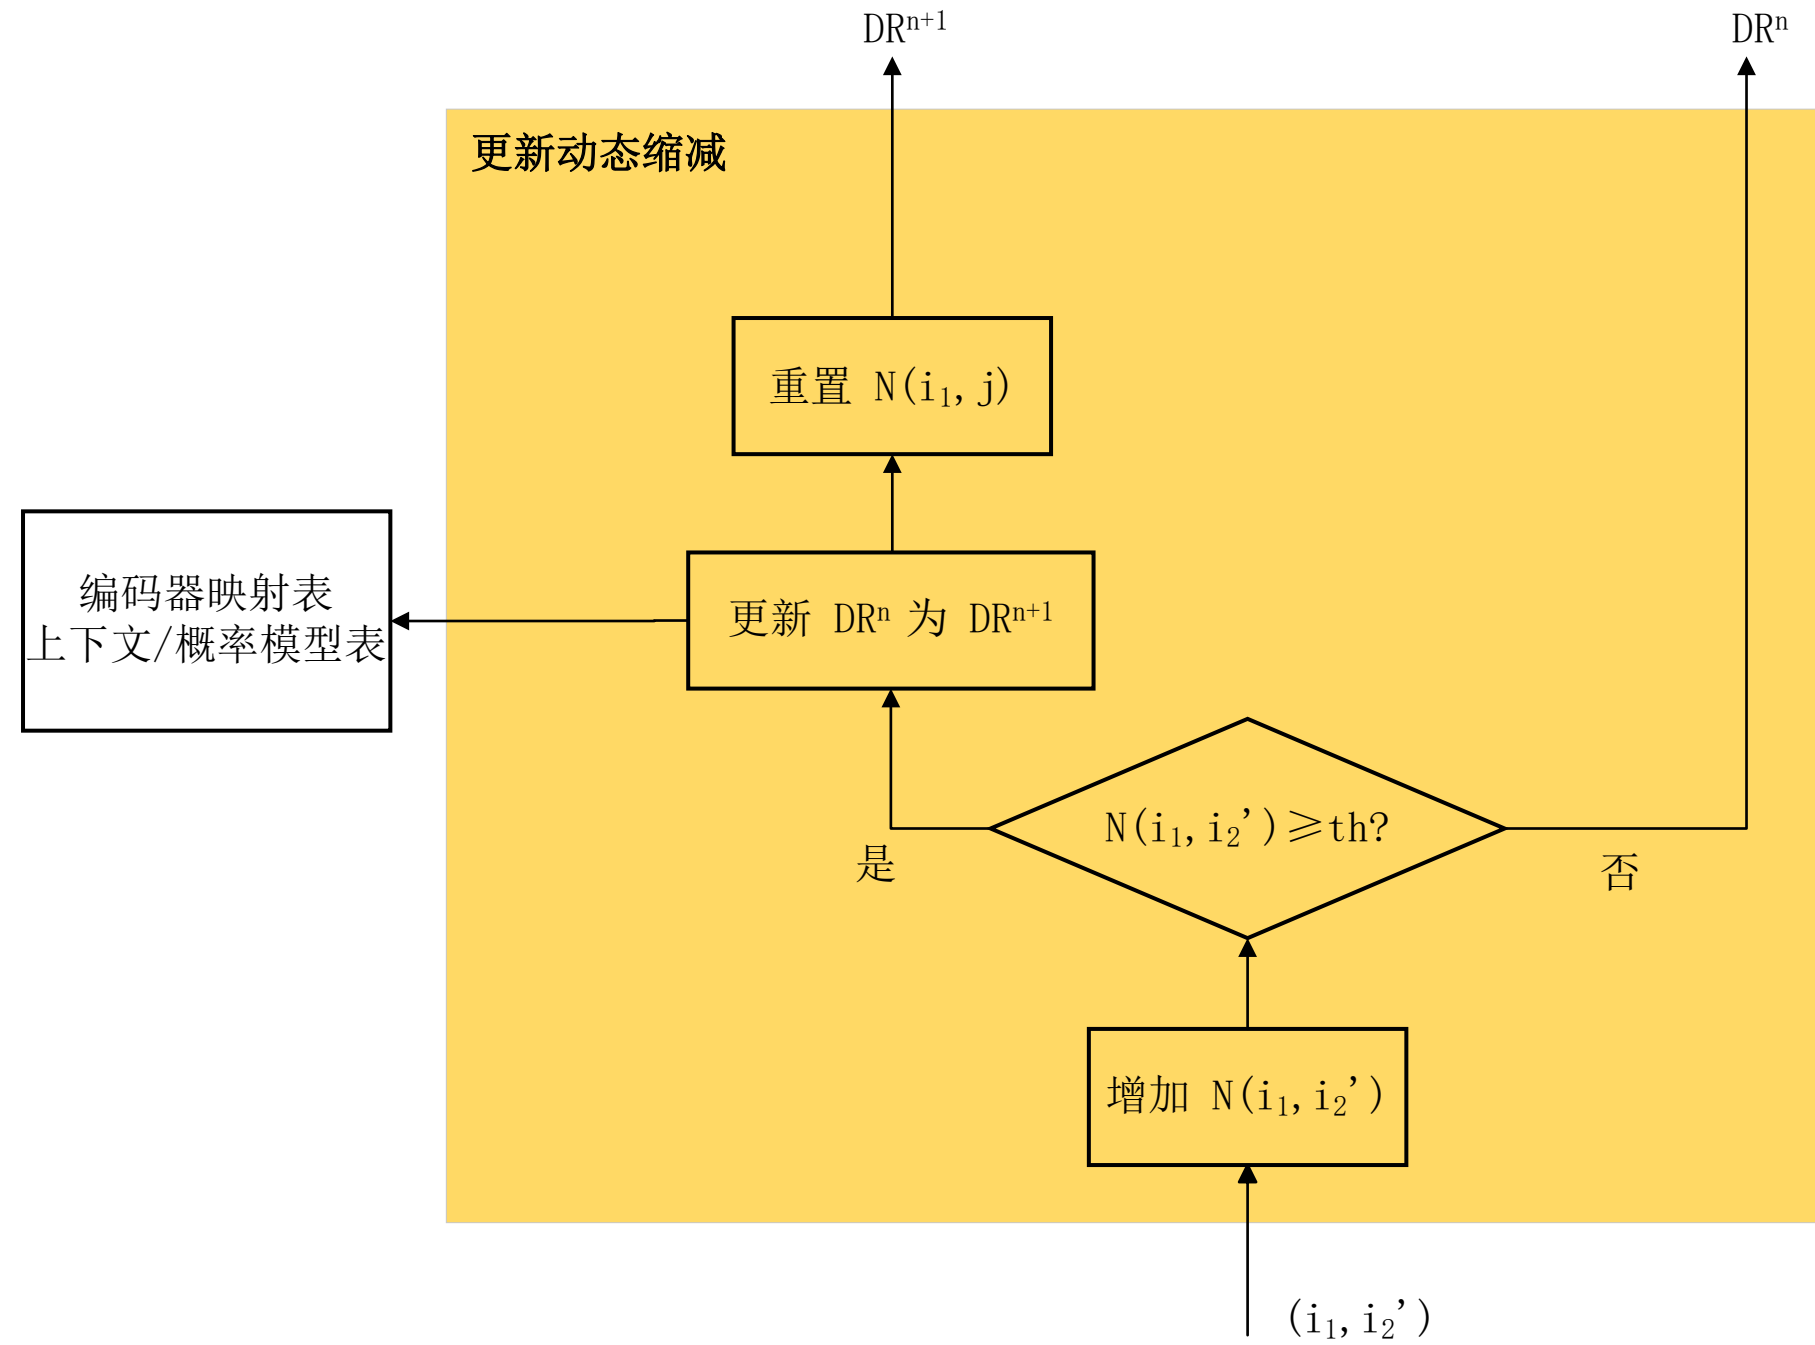 DRⁿ⁺¹
DRⁿ
更新动态缩减
重置 N(i₁,j)
编码器映射表
上下文/概率模型表
更新 DRⁿ 为 DRⁿ⁺¹
N(i₁,i₂')≥th?
是
否
增加 N(i₁,i₂')
(i₁,i₂')